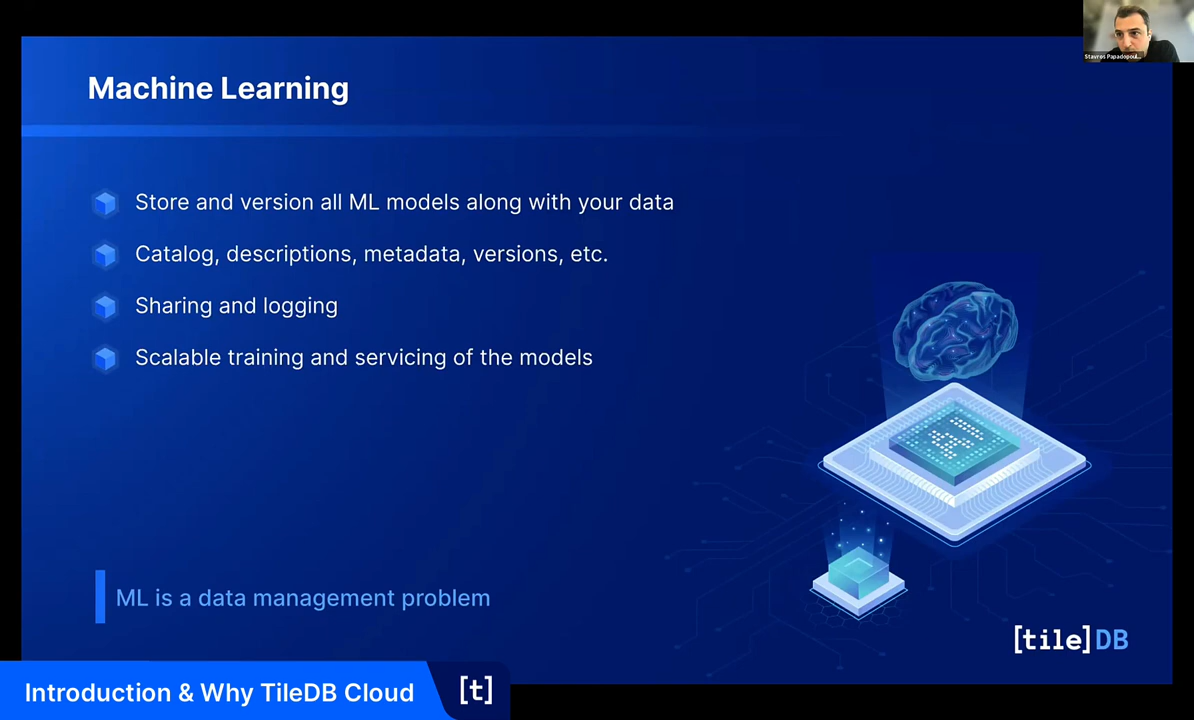 Stavros Papadopoul...
Machine Learning
Store and version all ML models along with your data
Catalog, descriptions, metadata, versions, etc.
Sharing and logging
Scalable training and servicing of the models
ML is a data management problem
[tile]DB
Introduction & Why TileDB Cloud
[t]